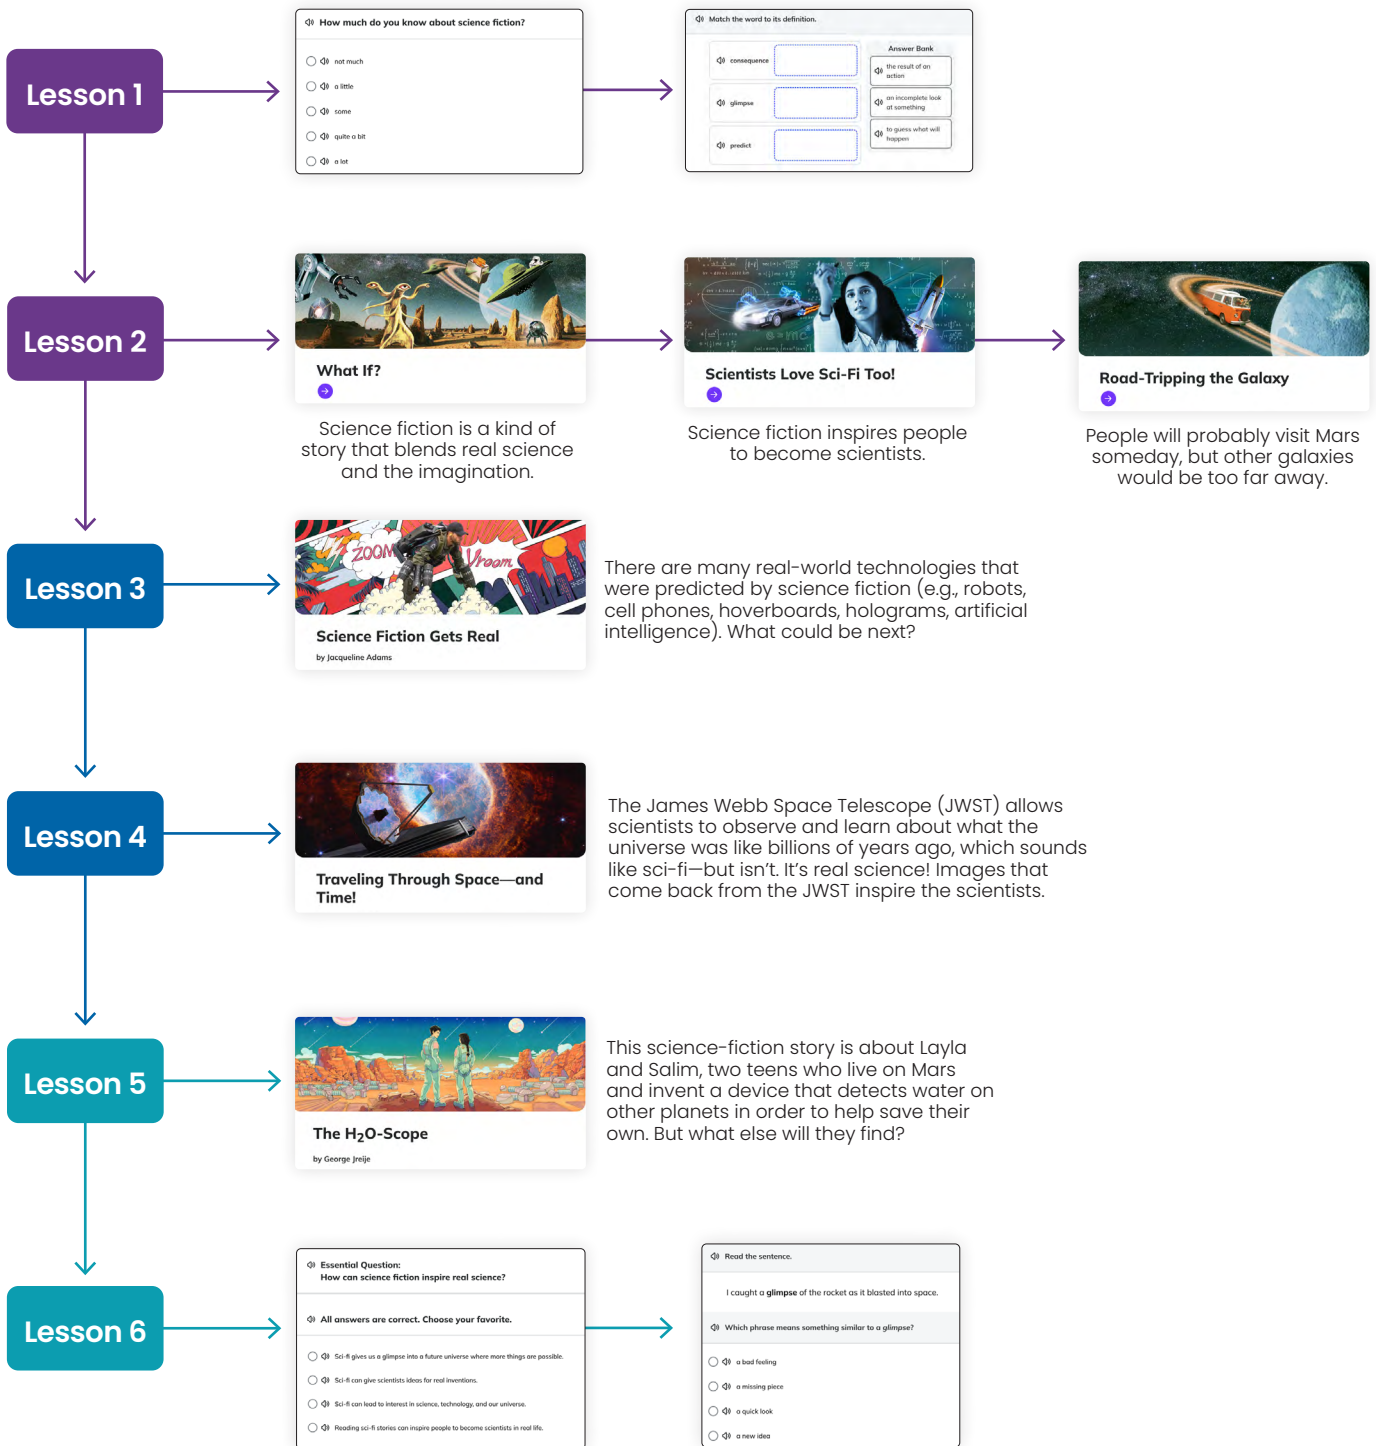 Lesson 1
How much do you know about science fiction?
not much
a little
some
quite a bit
a lot
Match the word to its definition.
consequence
glimpse
predict
Answer Bank
the result of an
action
an incomplete look
at something
to guess what will
happen
Lesson 2
What If?
Science fiction is a kind of
story that blends real science
and the imagination.
Scientists Love Sci-Fi Too!
Science fiction inspires people
to become scientists.
Road-Tripping the Galaxy
People will probably visit Mars
someday, but other galaxies
would be too far away.
Lesson 3
ZOOM
Vroom
Science Fiction Gets Real
by Jacqueline Adams
There are many real-world technologies that
were predicted by science fiction (e.g., robots,
cell phones, hoverboards, holograms, artificial
intelligence). What could be next?
Lesson 4
Traveling Through Space—and
Time!
The James Webb Space Telescope (JWST) allows
scientists to observe and learn about what the
universe was like billions of years ago, which sounds
like sci-fi—but isn't. It's real science! Images that
come back from the JWST inspire the scientists.
Lesson 5
The H2O-Scope
by George Jreije
This science-fiction story is about Layla
and Salim, two teens who live on Mars
and invent a device that detects water on
other planets in order to help save their
own. But what else will they find?
Lesson 6
Essential Question:
How can science fiction inspire real science?
All answers are correct. Choose your favorite.
Sci-fi gives us a glimpse into a future universe where more things are possible.
Sci-fi can give scientists ideas for real inventions.
Sci-fi can lead to interest in science, technology, and our universe.
Reading sci-fi stories can inspire people to become scientists in real life.
Read the sentence.
I caught a glimpse of the rocket as it blasted into space.
Which phrase means something similar to a glimpse?
a bad feeling
a missing piece
a quick look
a new idea